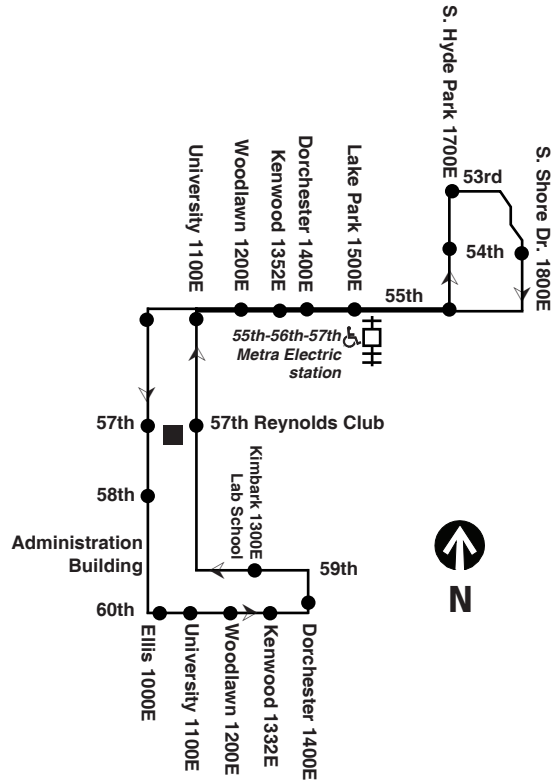 S. Hyde Park 1700E
S. Shore Dr. 1800E
53rd
54th
University 1100E
Woodlawn 1200E
Kenwood 1352E
Dorchester 1400E
Lake Park 1500E
55th
55th-56th-57th
Metra Electric
station
57th
57th Reynolds Club
58th
Kimbark 1300E
Lab School
Administration
Building
59th
60th
Ellis 1000E
University 1100E
Woodlawn 1200E
Kenwood 1332E
Dorchester 1400E
N